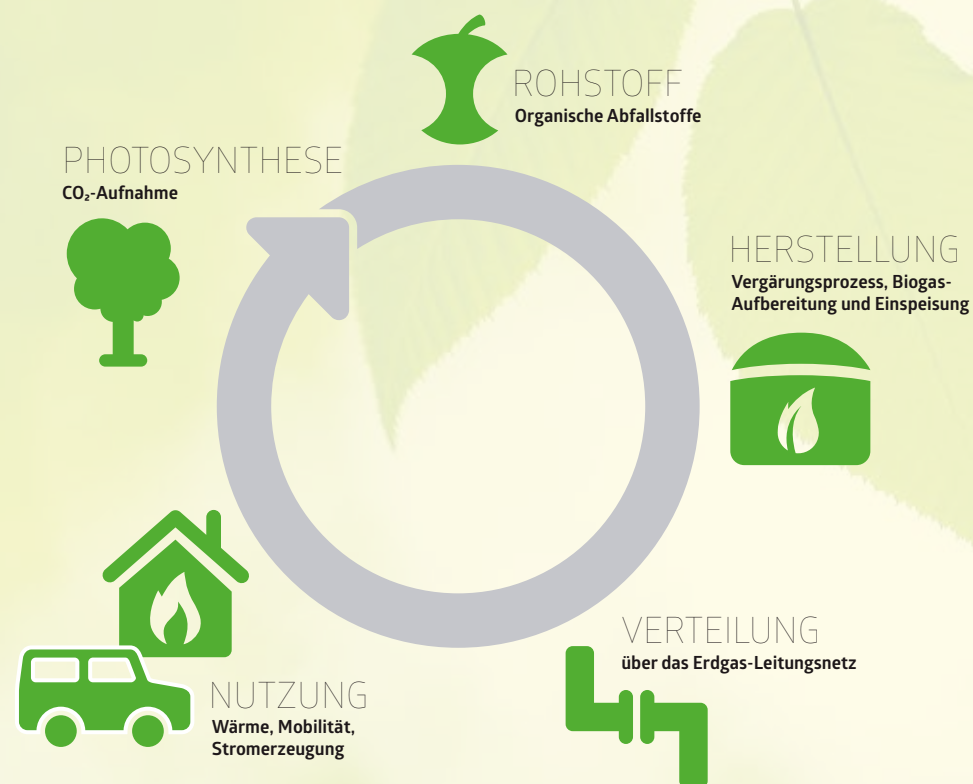 ROHSTOFF
Organische Abfallstoffe
PHOTOSYNTHESE
CO₂-Aufnahme
HERSTELLUNG
Vergärungsprozess, Biogas-
Aufbereitung und Einspeisung
VERTEILUNG
über das Erdgas-Leitungsnetz
NUTZUNG
Wärme, Mobilität,
Stromerzeugung